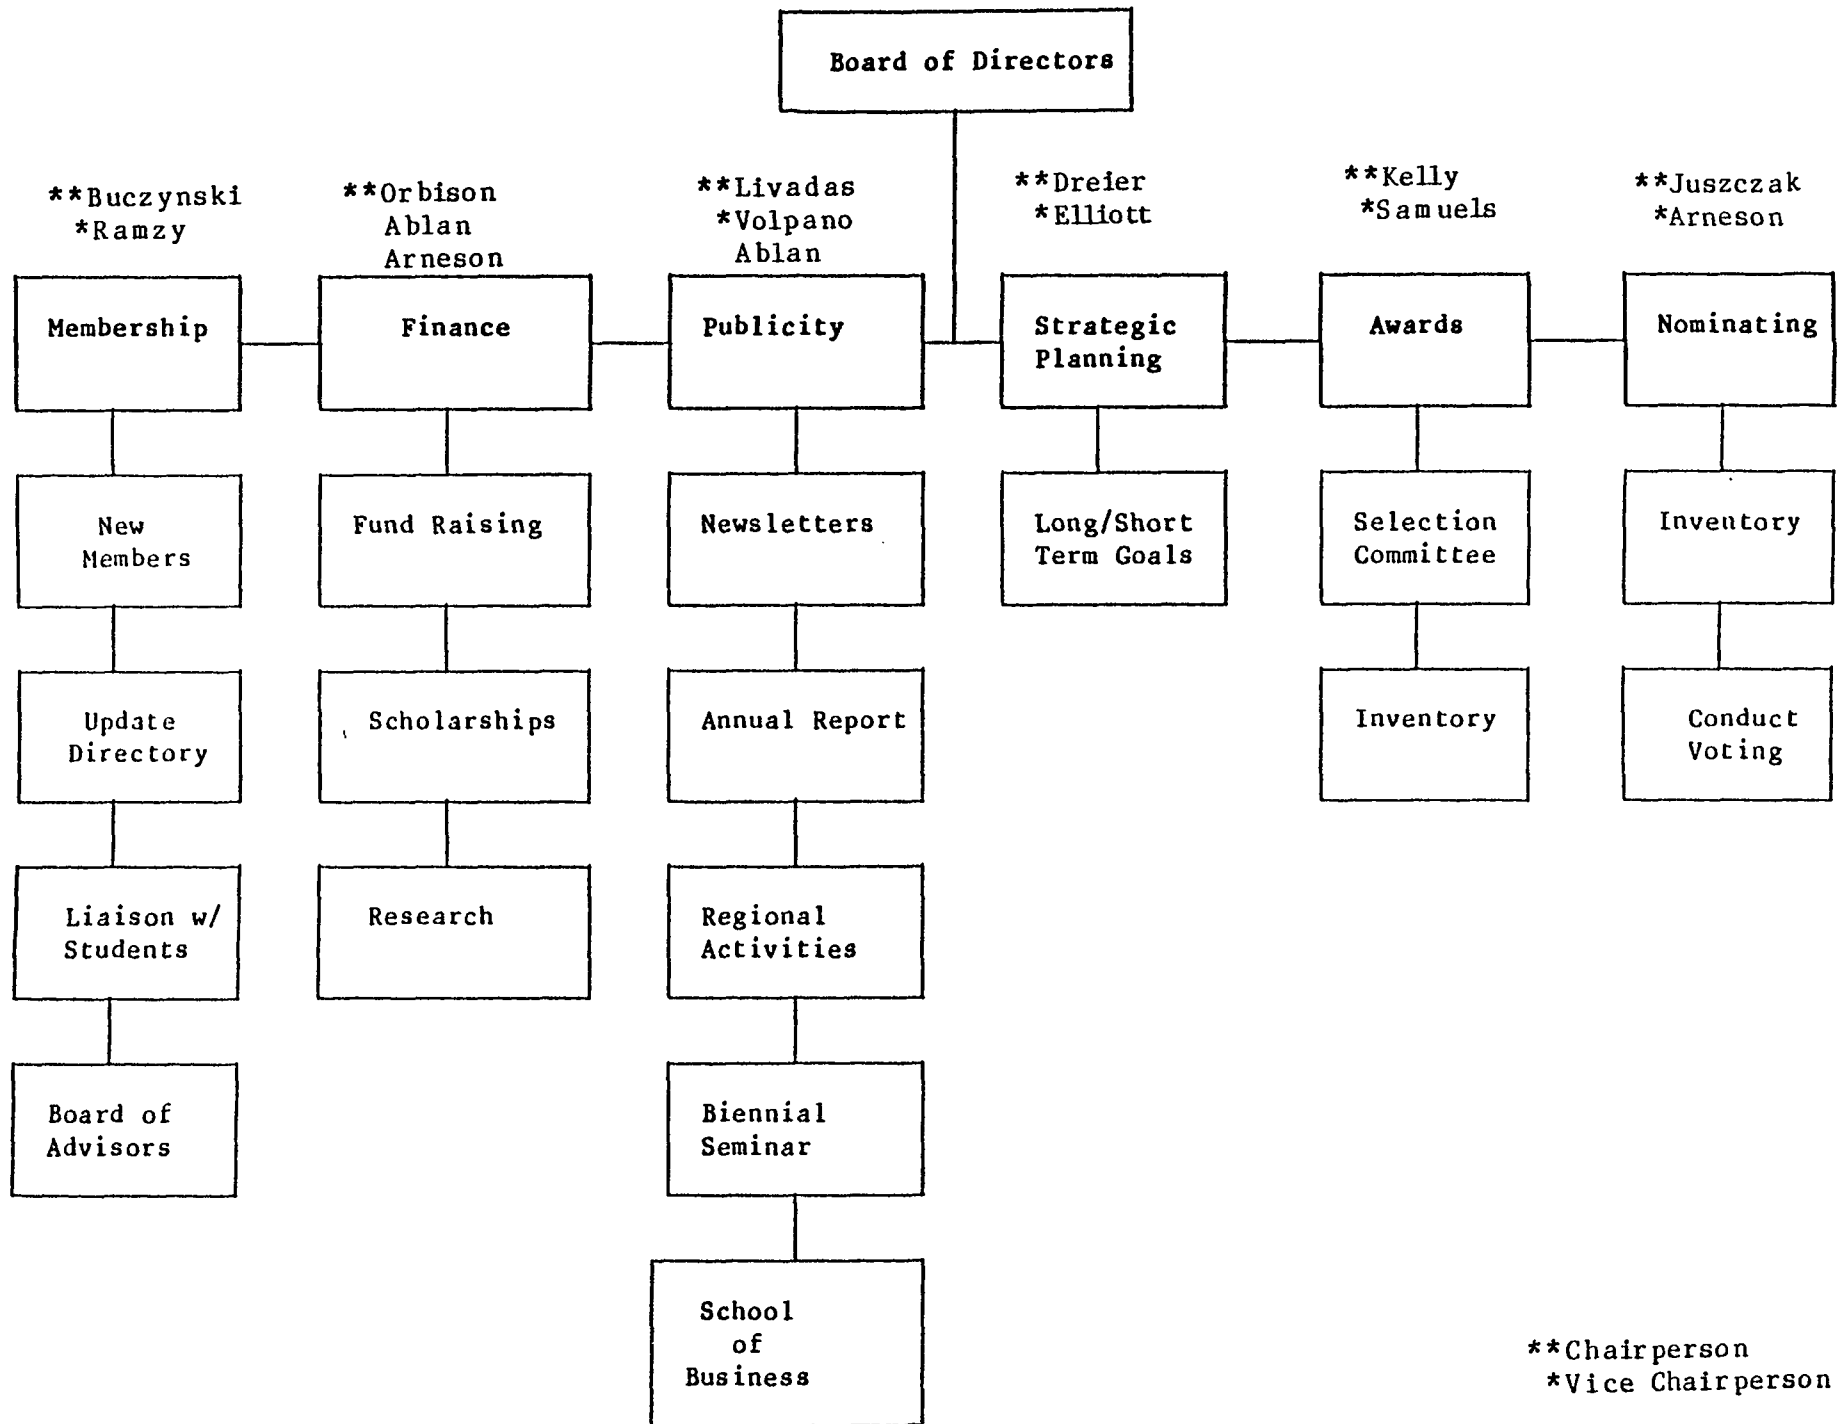 Board of Directors
**Buczynski
*Ramzy
**Orbison
Ablan
Arneson
**Livadas
*Volpano
Ablan
**Dreier
*Elliott
**Kelly
*Samuels
**Juszczak
*Arneson
Membership
Finance
Publicity
Strategic
Planning
Awards
Nominating
New
Members
Fund Raising
Newsletters
Long/Short
Term Goals
Selection
Committee
Inventory
Update
Directory
Scholarships
Annual Report
Inventory
Conduct
Voting
Liaison w/
Students
Research
Regional
Activities
Board of
Advisors
Biennial
Seminar
School
of
Business
**Chairperson
*Vice Chairperson